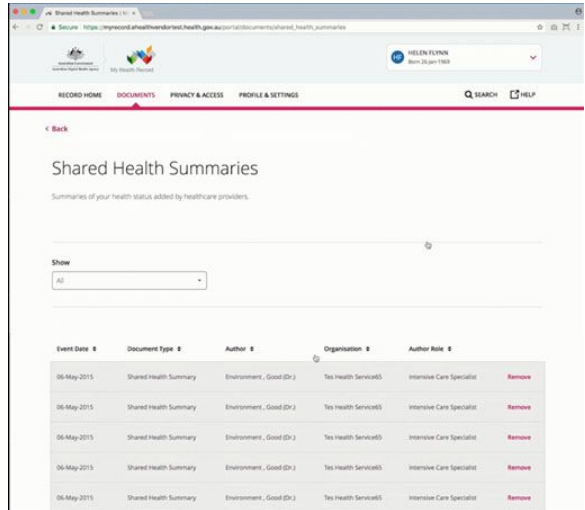 Shared Health Summaries | M
Secure https://myrecord.ehealthvendortest.health.gov.au/portal/documents/shared_health_summaries
Australian Government
Australian Digital Health Agency
My Health Record
HF HELEN FLYNN
Born 26-Jan-1969
RECORD HOME DOCUMENTS PRIVACY & ACCESS PROFILE & SETTINGS SEARCH HELP
< Back
Shared Health Summaries
Summaries of your health status added by healthcare providers.
Show
All
Event Date Document Type Author Organisation Author Role
06-May-2015 Shared Health Summary Environment , Good (Dr.) Tes Health Service65 Intensive Care Specialist Remove
06-May-2015 Shared Health Summary Environment , Good (Dr.) Tes Health Service65 Intensive Care Specialist Remove
06-May-2015 Shared Health Summary Environment , Good (Dr.) Tes Health Service65 Intensive Care Specialist Remove
06-May-2015 Shared Health Summary Environment , Good (Dr.) Tes Health Service65 Intensive Care Specialist Remove
06-May-2015 Shared Health Summary Environment , Good (Dr.) Tes Health Service65 Intensive Care Specialist Remove